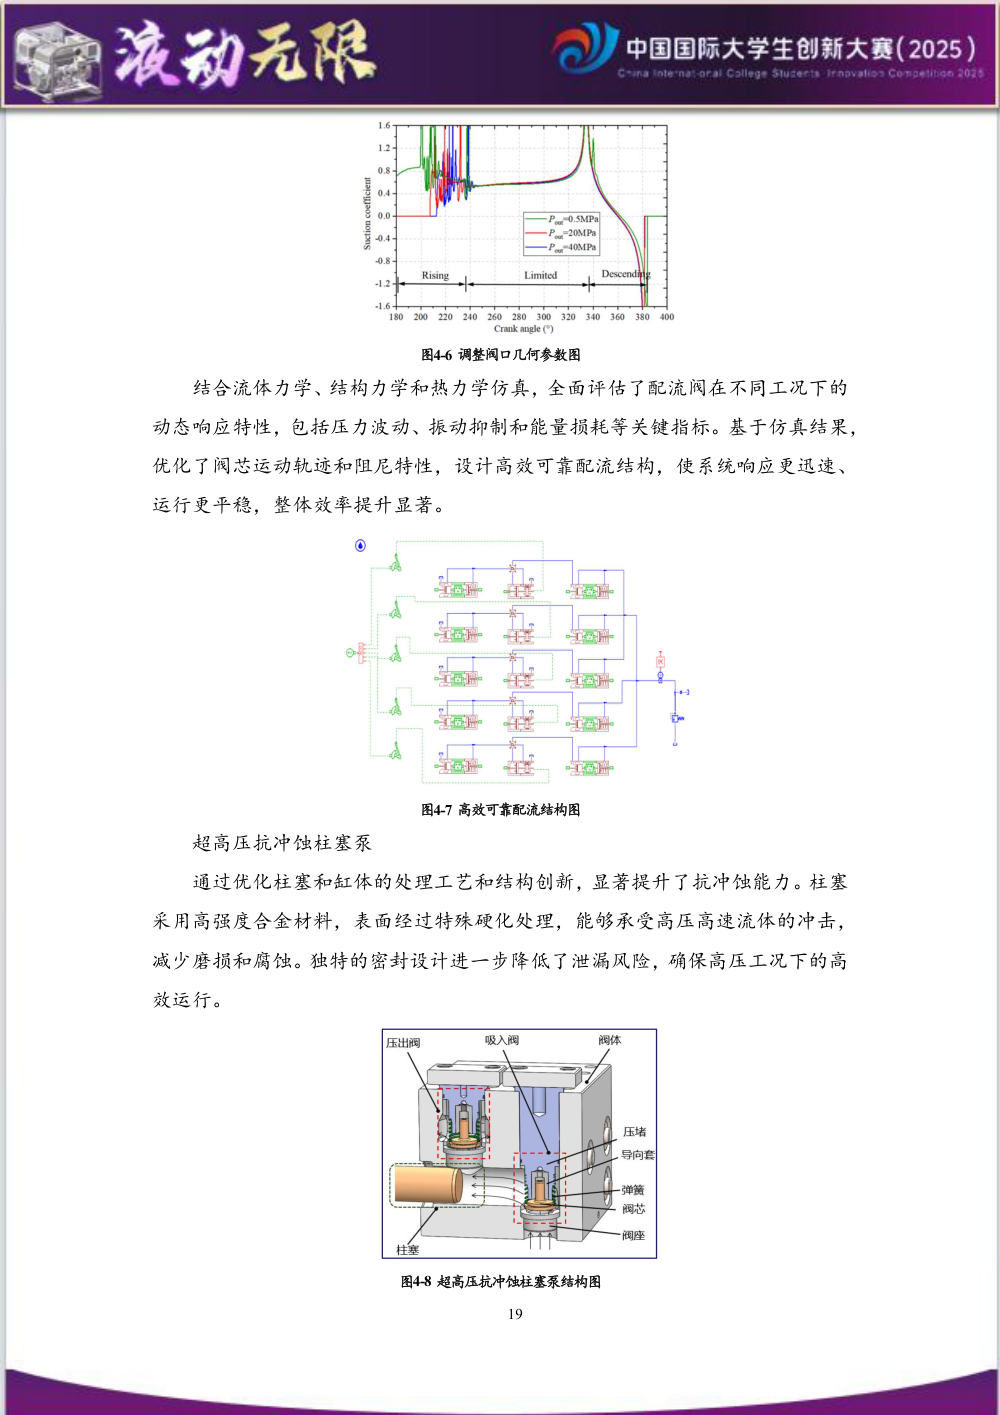 液动无限
中国国际大学生创新大赛(2025)
China International College Students Innovation Competition 2025
1.6
1.2
0.8
0.4
0.0
-0.4
-0.8
-1.2
-1.6
Suction coefficient
Pout=0.5MPa
Pout=20MPa
Pout=40MPa
Rising
Limited
Descending
180 200 220 240 260 280 300 320 340 360 380 400
Crank angle (°)
图4-6 调整阀口几何参数图
结合流体力学、结构力学和热力学仿真，全面评估了配流阀在不同工况下的
动态响应特性，包括压力波动、振动抑制和能量损耗等关键指标。基于仿真结果，
优化了阀芯运动轨迹和阻尼特性，设计高效可靠配流结构，使系统响应更迅速、
运行更平稳，整体效率提升显著。
图4-7 高效可靠配流结构图
超高压抗冲蚀柱塞泵
通过优化柱塞和缸体的处理工艺和结构创新，显著提升了抗冲蚀能力。柱塞
采用高强度合金材料，表面经过特殊硬化处理，能够承受高压高速流体的冲击，
减少磨损和腐蚀。独特的密封设计进一步降低了泄漏风险，确保高压工况下的高
效运行。
压出阀
吸入阀
阀体
压堵
导向套
弹簧
阀芯
阀座
柱塞
图4-8 超高压抗冲蚀柱塞泵结构图
19